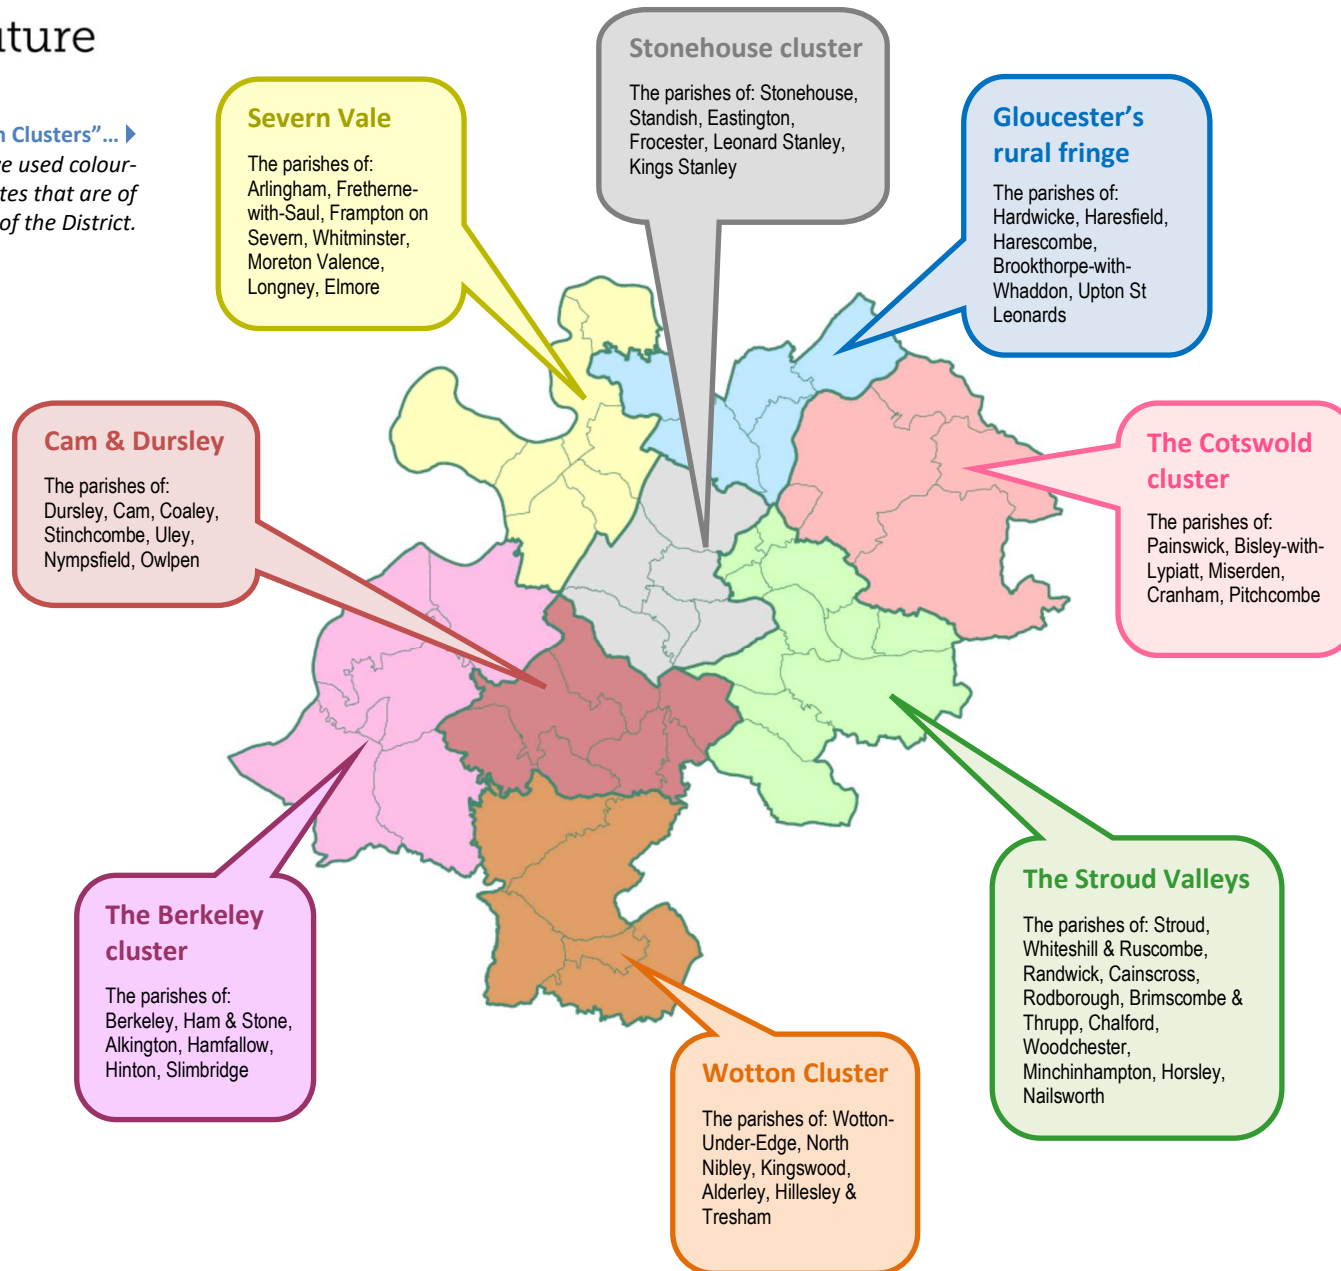 uture
n Clusters”…
e used colour-
tes that are of
of the District.
Stonehouse cluster
The parishes of: Stonehouse,
Standish, Eastington,
Frocester, Leonard Stanley,
Kings Stanley
Severn Vale
The parishes of:
Arlingham, Fretherne-
with-Saul, Frampton on
Severn, Whitminster,
Moreton Valence,
Longney, Elmore
Gloucester’s
rural fringe
The parishes of:
Hardwicke, Haresfield,
Harescombe,
Brookthorpe-with-
Whaddon, Upton St
Leonards
Cam & Dursley
The parishes of:
Dursley, Cam, Coaley,
Stinchcombe, Uley,
Nympsfield, Owlpen
The Cotswold
cluster
The parishes of:
Painswick, Bisley-with-
Lypiatt, Miserden,
Cranham, Pitchcombe
The Berkeley
cluster
The parishes of:
Berkeley, Ham & Stone,
Alkington, Hamfallow,
Hinton, Slimbridge
The Stroud Valleys
The parishes of: Stroud,
Whiteshill & Ruscombe,
Randwick, Cainscross,
Rodborough, Brimscombe &
Thrupp, Chalford,
Woodchester,
Minchinhampton, Horsley,
Nailsworth
Wotton Cluster
The parishes of: Wotton-
Under-Edge, North
Nibley, Kingswood,
Alderley, Hillesley &
Tresham